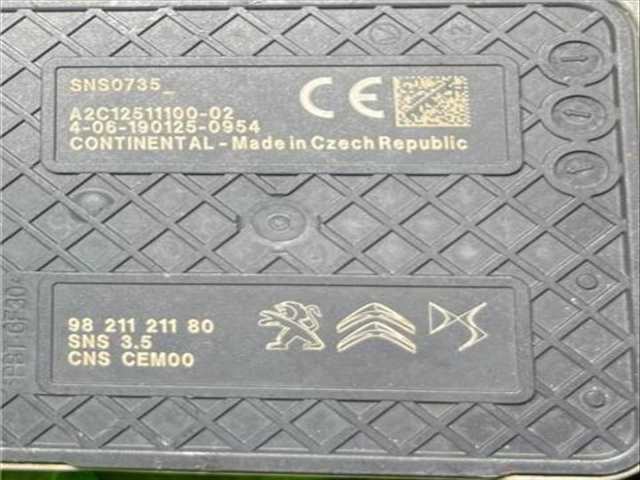 SNS0735_
A2C12511100-02
4-06-190125-0954
CONTINENTAL - Made in Czech Republic
CE
98 211 211 80
SNS 3.5
CNS CEM00
DS